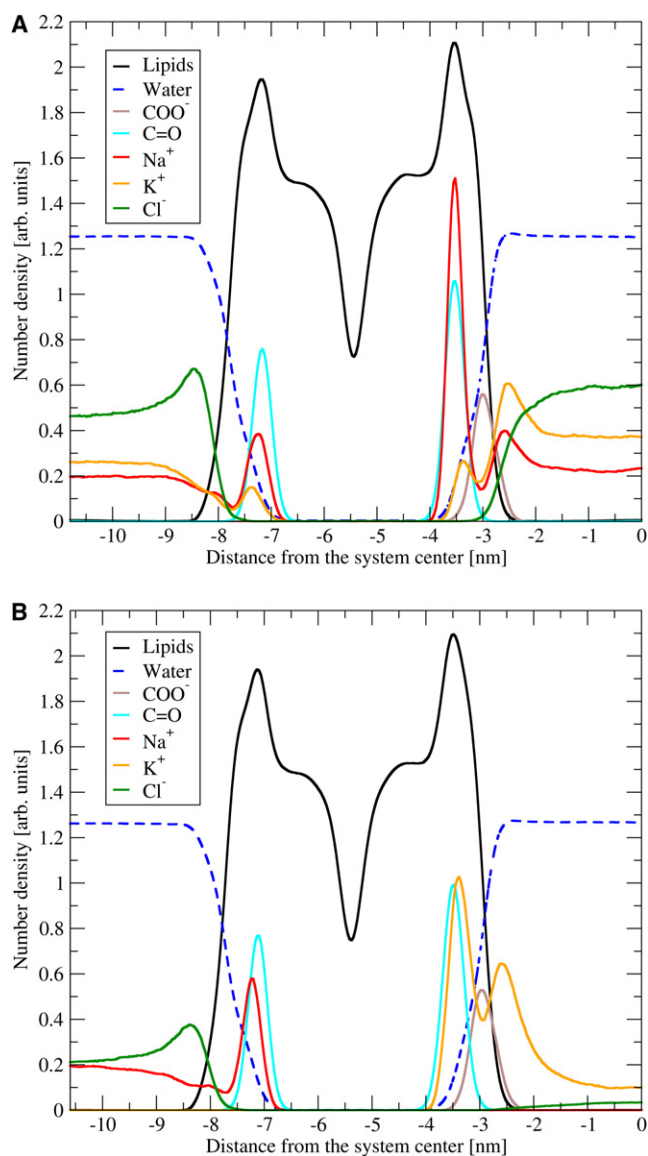 A
2.2
2
1.8
1.6
1.4
1.2
1
0.8
0.6
0.4
0.2
0
Number density [arb. units]
Lipids
Water
COO⁻
C=O
Na⁺
K⁺
Cl⁻
-10 -9 -8 -7 -6 -5 -4 -3 -2 -1 0
Distance from the system center [nm]
B
2.2
2
1.8
1.6
1.4
1.2
1
0.8
0.6
0.4
0.2
0
Number density [arb. units]
Lipids
Water
COO⁻
C=O
Na⁺
K⁺
Cl⁻
-10 -9 -8 -7 -6 -5 -4 -3 -2 -1 0
Distance from the system center [nm]